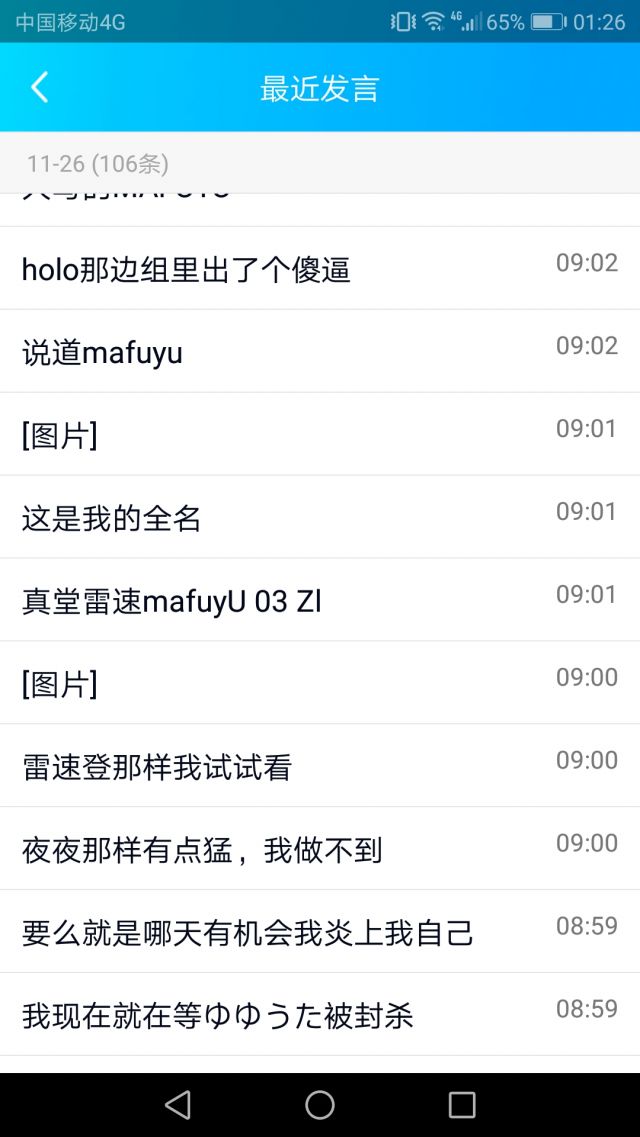 中国移动4G 4G 65% 01:26
最近发言
11-26 (106条)
holo那边组里出了个傻逼 09:02
说道mafuyu 09:02
[图片] 09:01
这是我的全名 09:01
真堂雷速mafuyU 03 Zl 09:01
[图片] 09:00
雷速登那样我试试看 09:00
夜夜那样有点猛，我做不到 09:00
要么就是哪天有机会我炎上我自己 08:59
我现在就在等ゆゆうた被封杀 08:59